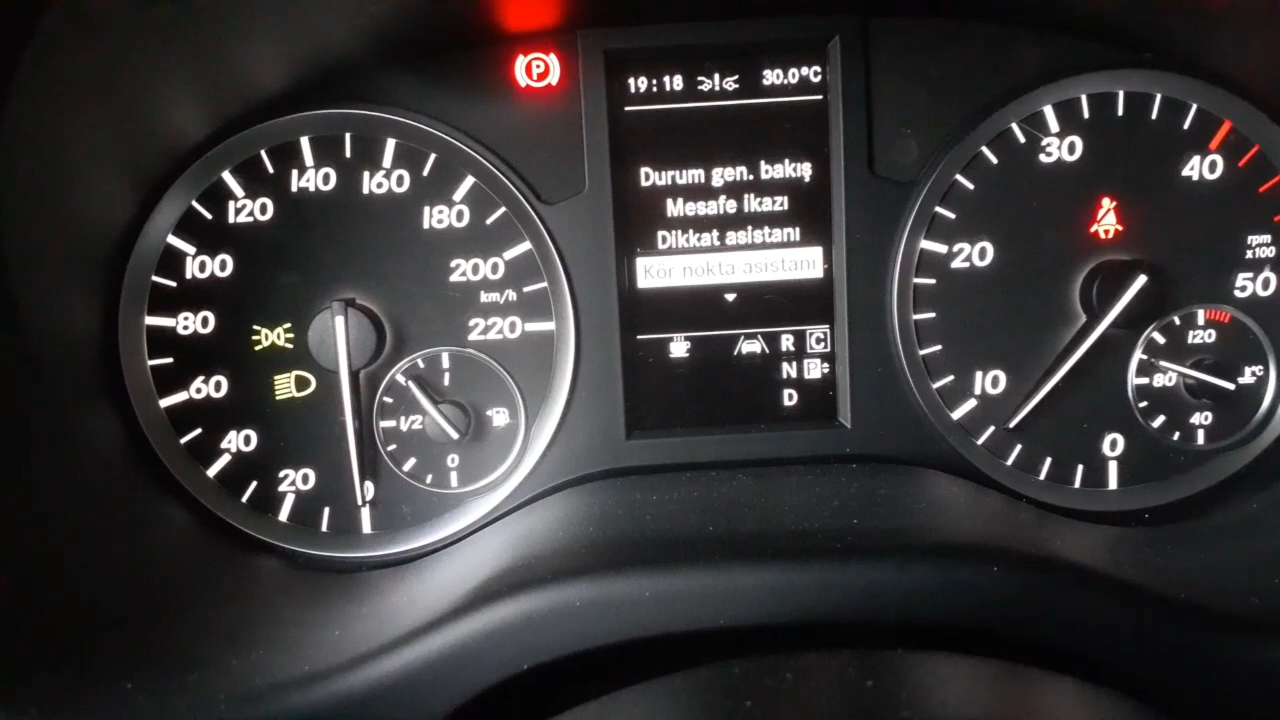 19:18 30.0°C
Durum gen. bakış
Mesafe ikazı
Dikkat asistanı
Kör nokta asistanı
R C
N P
D
0
20
40
60
80
100
120
140
160
180
200
220
km/h
1
1/2
0
0
10
20
30
40
50
rpm
x100
120
80
40
°C
P